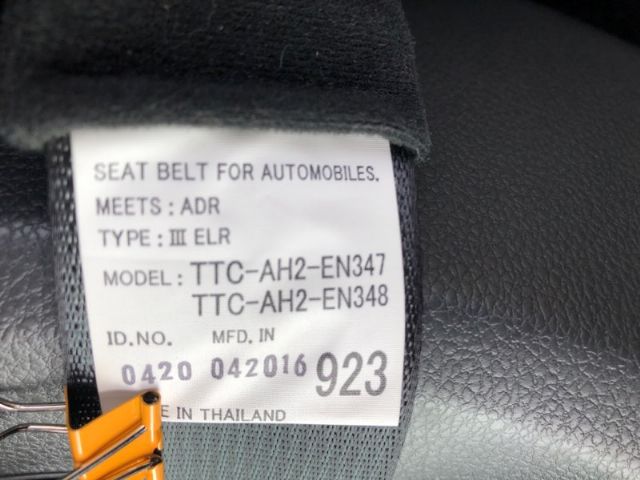 SEAT BELT FOR AUTOMOBILES.
MEETS : ADR
TYPE : III ELR
MODEL : TTC-AH2-EN347
TTC-AH2-EN348
ID.NO. MFD. IN
0420 042016 923
E IN THAILAND